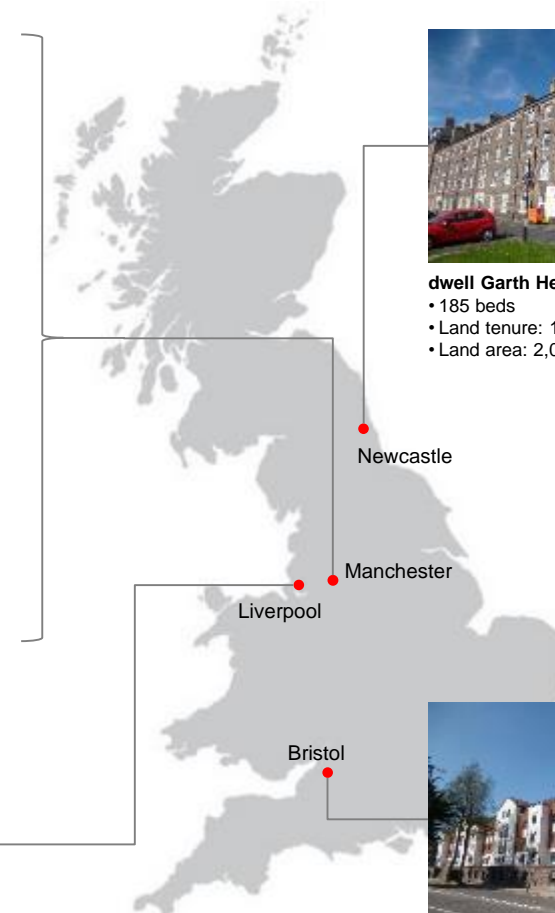 dwell Garth He
• 185 beds
• Land tenure: 1
• Land area: 2,0
Newcastle
Manchester
Liverpool
Bristol